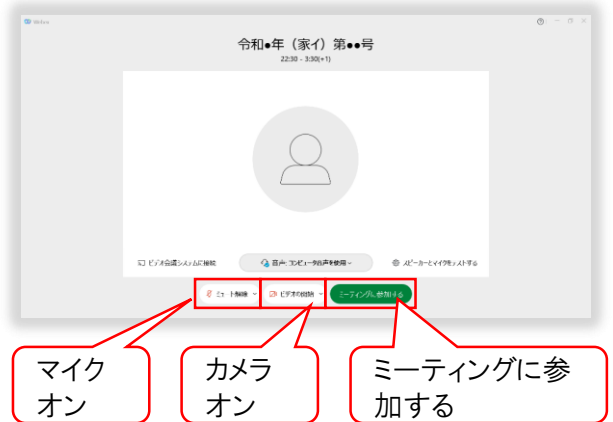 Webex
令和●年（家イ）第●●号
22:30 - 3:30(+1)
ビデオ会議システムに接続
音声: コンピュータ音声を使用
スピーカーとマイクをテストする
ミュート解除
ビデオの開始
ミーティングに参加する
マイク
オン
カメラ
オン
ミーティングに参
加する